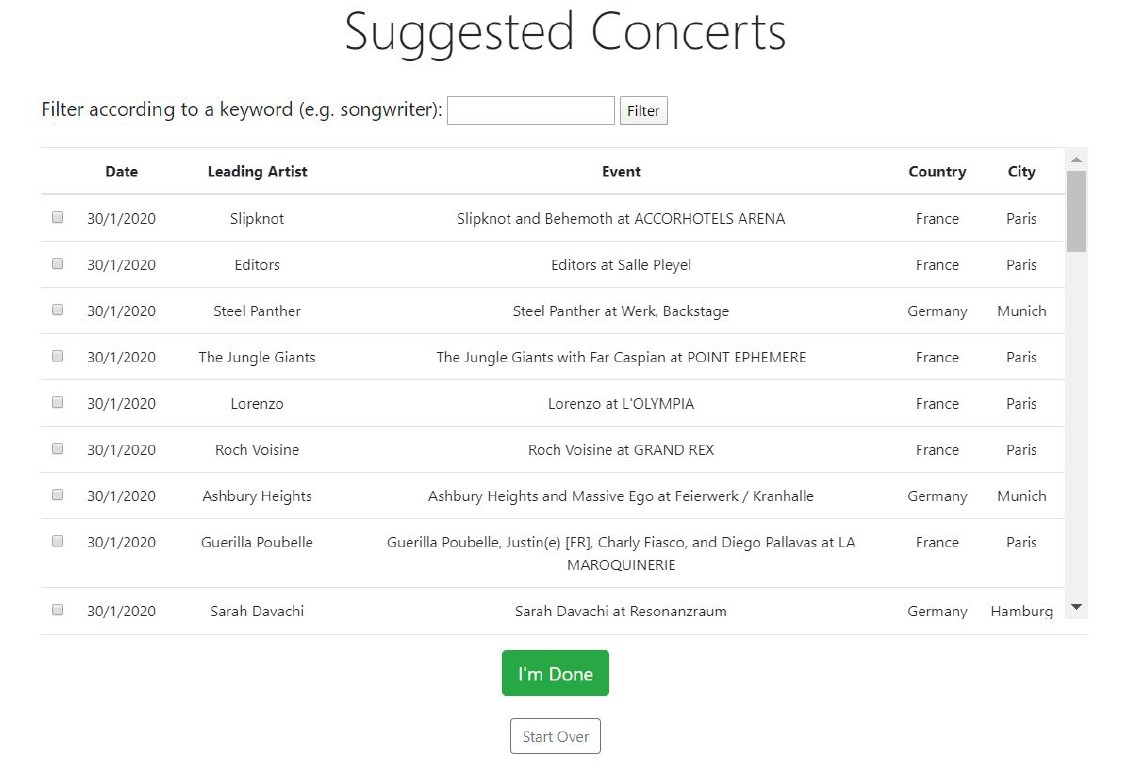 Suggested Concerts
Filter according to a keyword (e.g. songwriter): Filter
Date Leading Artist Event Country City
30/1/2020 Slipknot Slipknot and Behemoth at ACCORHOTELS ARENA France Paris
30/1/2020 Editors Editors at Salle Pleyel France Paris
30/1/2020 Steel Panther Steel Panther at Werk, Backstage Germany Munich
30/1/2020 The Jungle Giants The Jungle Giants with Far Caspian at POINT EPHEMERE France Paris
30/1/2020 Lorenzo Lorenzo at L'OLYMPIA France Paris
30/1/2020 Roch Voisine Roch Voisine at GRAND REX France Paris
30/1/2020 Ashbury Heights Ashbury Heights and Massive Ego at Feierwerk / Kranhalle Germany Munich
30/1/2020 Guerilla Poubelle Guerilla Poubelle, Justin(e) [FR], Charly Fiasco, and Diego Pallavas at LA France Paris
MAROQUINERIE
30/1/2020 Sarah Davachi Sarah Davachi at Resonanzraum Germany Hamburg
I'm Done
Start Over